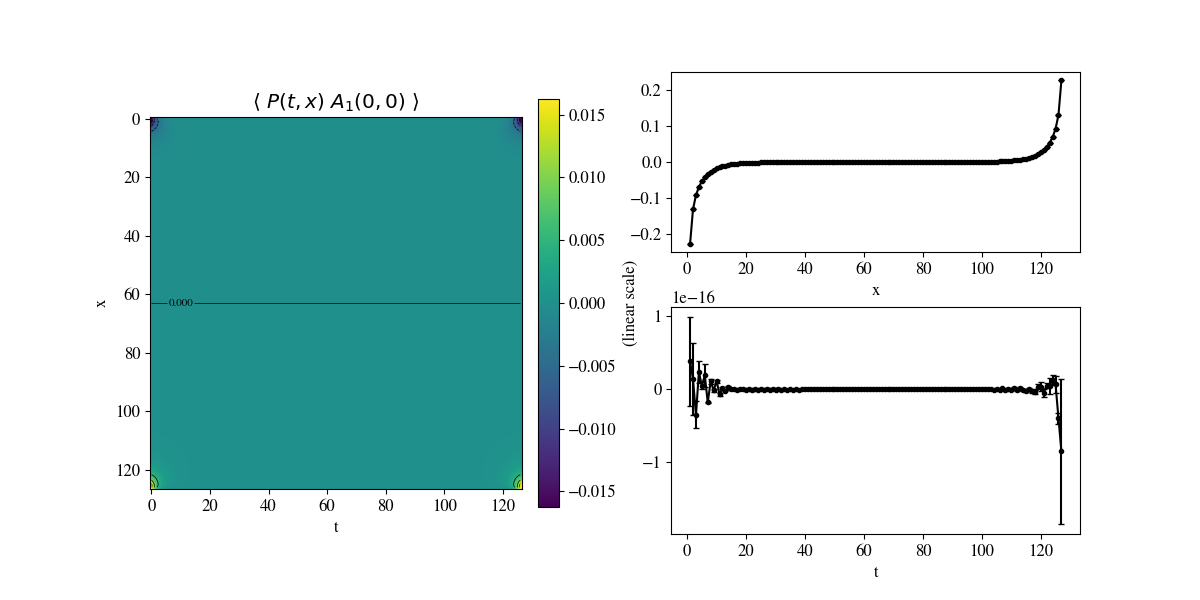 ⟨ P(t, x) A₁(0, 0) ⟩
0
20
40
60
80
100
120
x
0.000
0 20 40 60 80 100 120
t
0.015
0.010
0.005
0.000
−0.005
−0.010
−0.015
(linear scale)
0.2
0.1
0.0
−0.1
−0.2
0 20 40 60 80 100 120
x
1e−16
1
0
−1
0 20 40 60 80 100 120
t